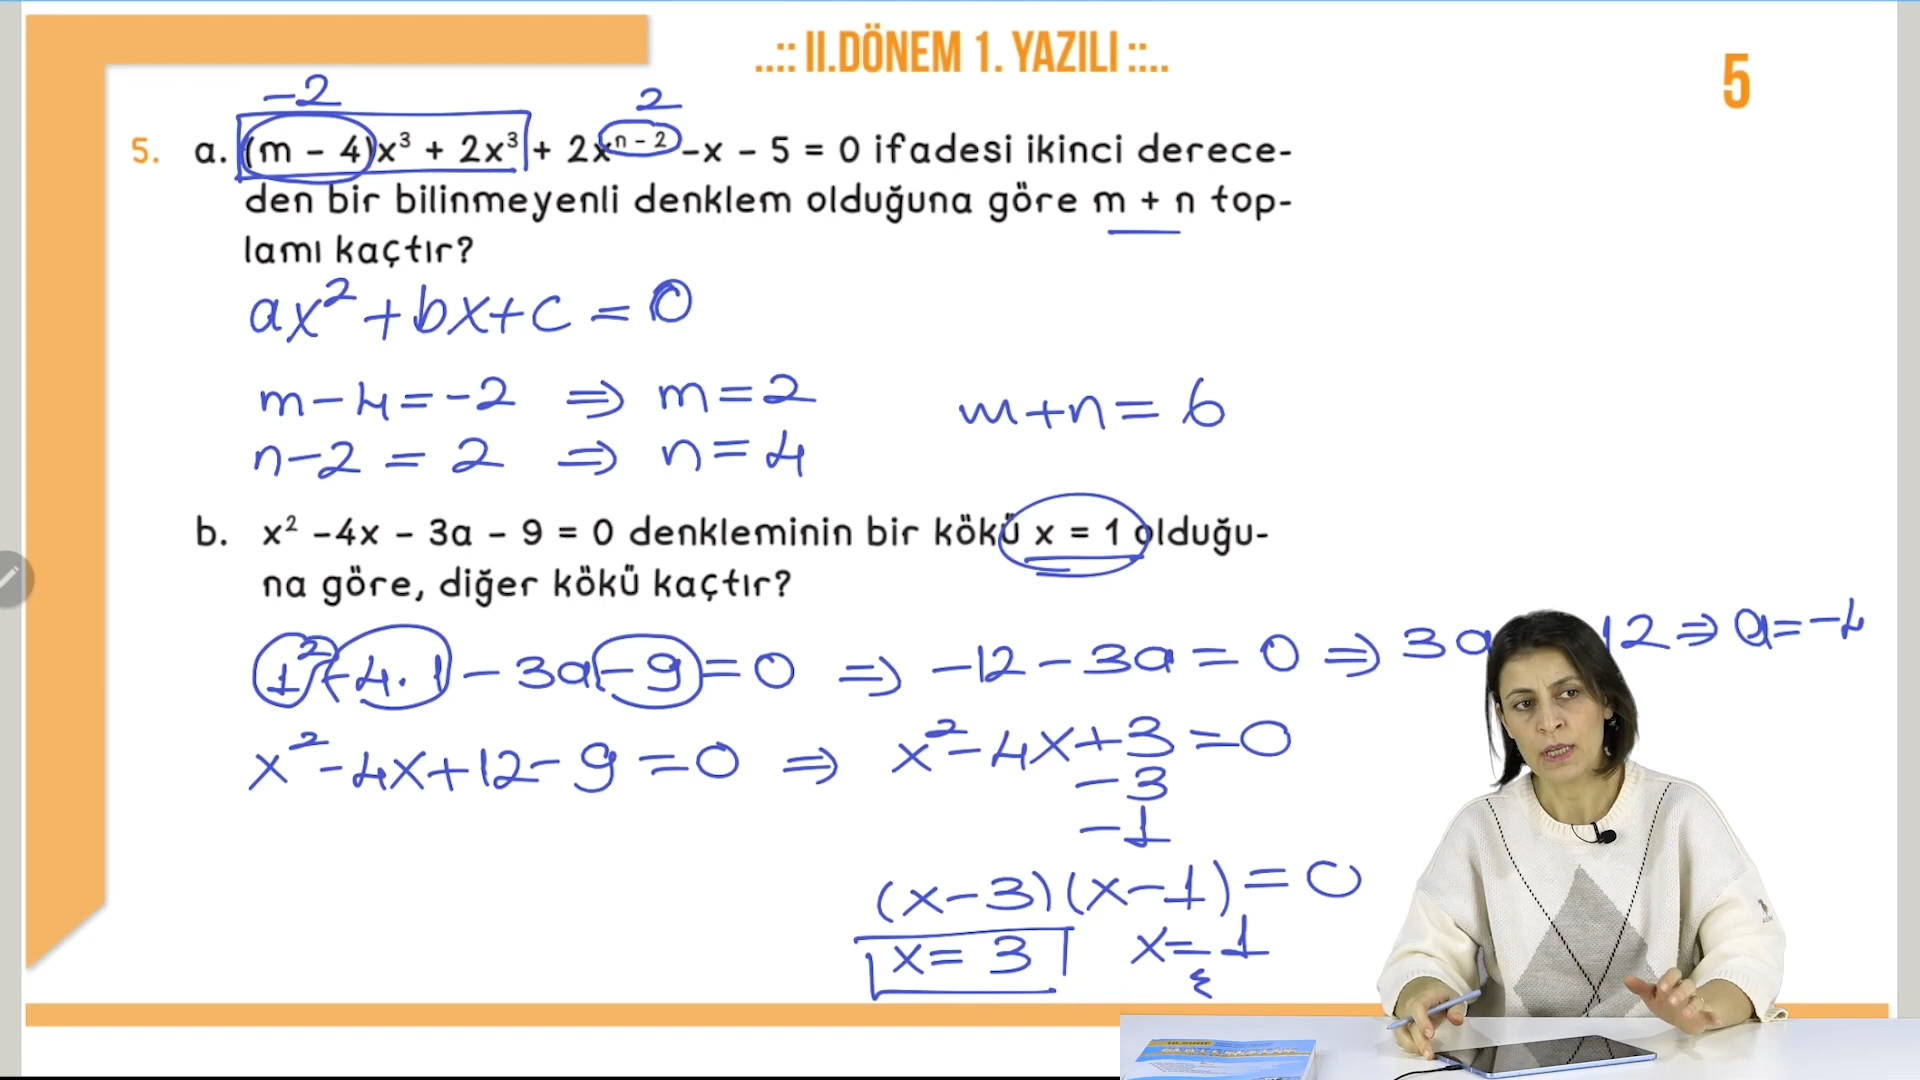 ..:: II.DÖNEM 1. YAZILI ::..
5
-2
2
5. a. (m - 4)x³ + 2x³ + 2xⁿ⁻² -x - 5 = 0 ifadesi ikinci derece-
den bir bilinmeyenli denklem olduğuna göre m + n top-
lamı kaçtır?
ax² + bx + c = 0
m - 4 = -2 ⇒ m = 2
n - 2 = 2 ⇒ n = 4
m + n = 6
b. x² -4x - 3a - 9 = 0 denkleminin bir kökü x = 1 olduğu-
na göre, diğer kökü kaçtır?
1² - 4.1 - 3a - 9 = 0 ⇒ -12 - 3a = 0 ⇒ 3a 12 ⇒ a = -4
x² - 4x + 12 - 9 = 0 ⇒ x² - 4x + 3 = 0
-3
-1
(x-3)(x-1) = 0
x = 3 x = 1